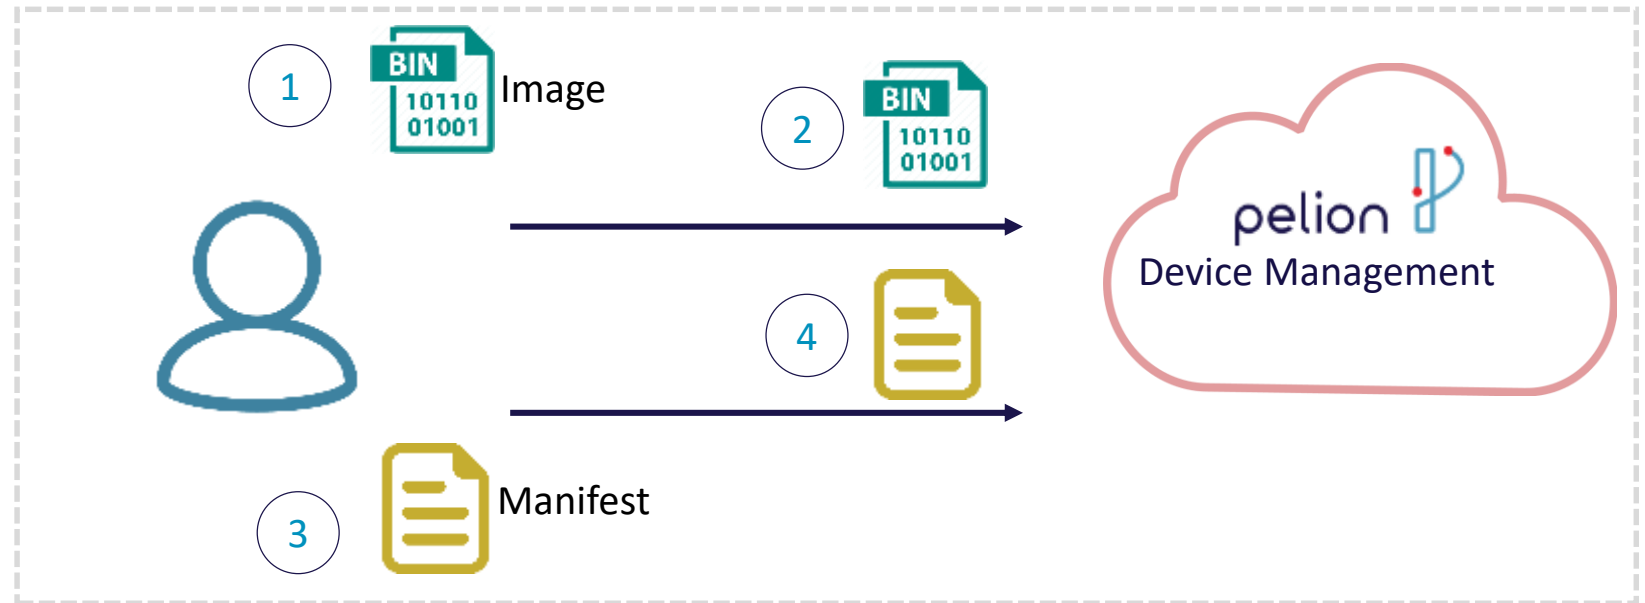 1
BIN
10110
01001
Image
2
BIN
10110
01001
pelion
Device Management
4
3
Manifest